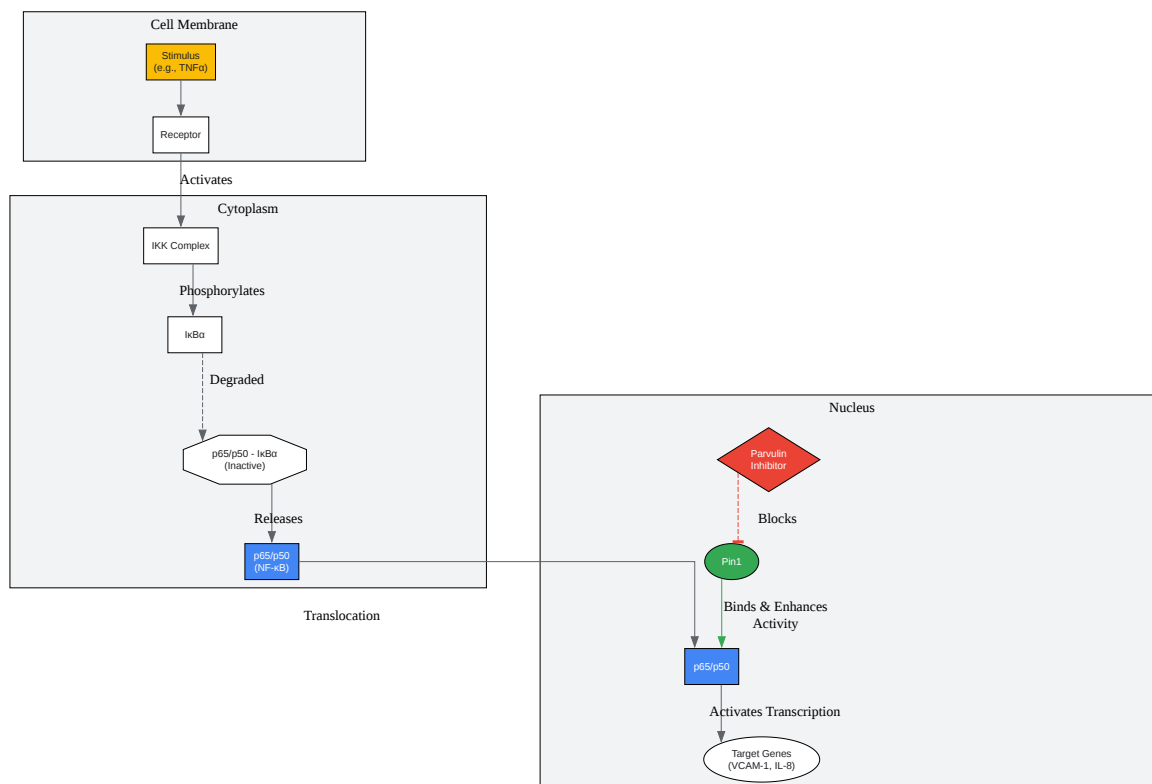 Cell Membrane
Stimulus
(e.g., TNFα)
Receptor
Activates
Cytoplasm
IKK Complex
Phosphorylates
IκBα
Degraded
p65/p50 - IκBα
(Inactive)
Releases
p65/p50
(NF-κB)
Translocation
Nucleus
Parvulin
Inhibitor
Blocks
Pin1
Binds & Enhances
Activity
p65/p50
Activates Transcription
Target Genes
(VCAM-1, IL-8)